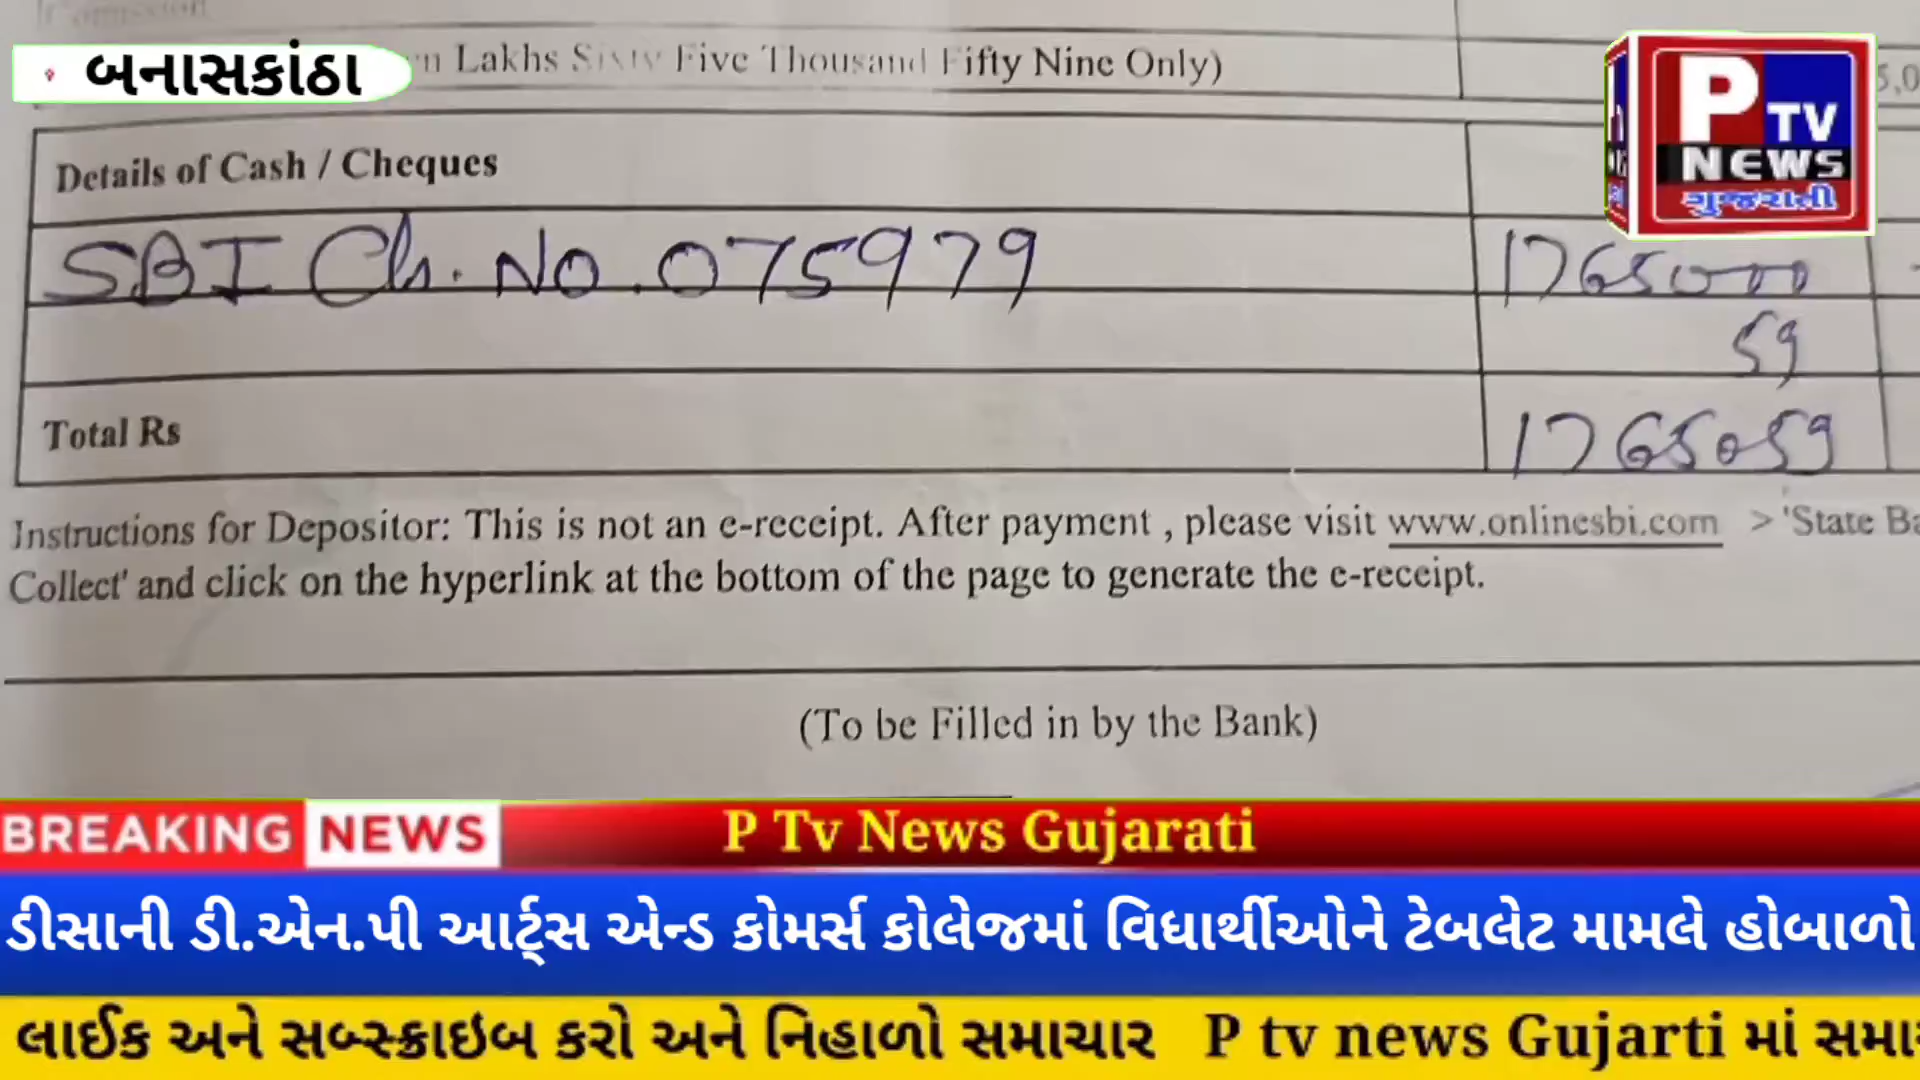 બનાસકાંઠા
Lakhs Sixty Five Thousand Fifty Nine Only)
P TV
NEWS
ગુજરાતી
Details of Cash / Cheques
SBI Ch. No. 075979 1765000
59
Total Rs 1765059
Instructions for Depositor: This is not an e-receipt. After payment , please visit www.onlinesbi.com > 'State
Collect' and click on the hyperlink at the bottom of the page to generate the e-receipt.
(To be Filled in by the Bank)
BREAKING NEWS P Tv News Gujarati
ડીસાની ડી.એન.પી આર્ટ્સ એન્ડ કોમર્સ કોલેજમાં વિધાર્થીઓને ટેબલેટ મામલે હોબાળો
લાઈક અને સબ્સ્ક્રાઇબ કરો અને નિહાળો સમાચાર P tv news Gujarti માં